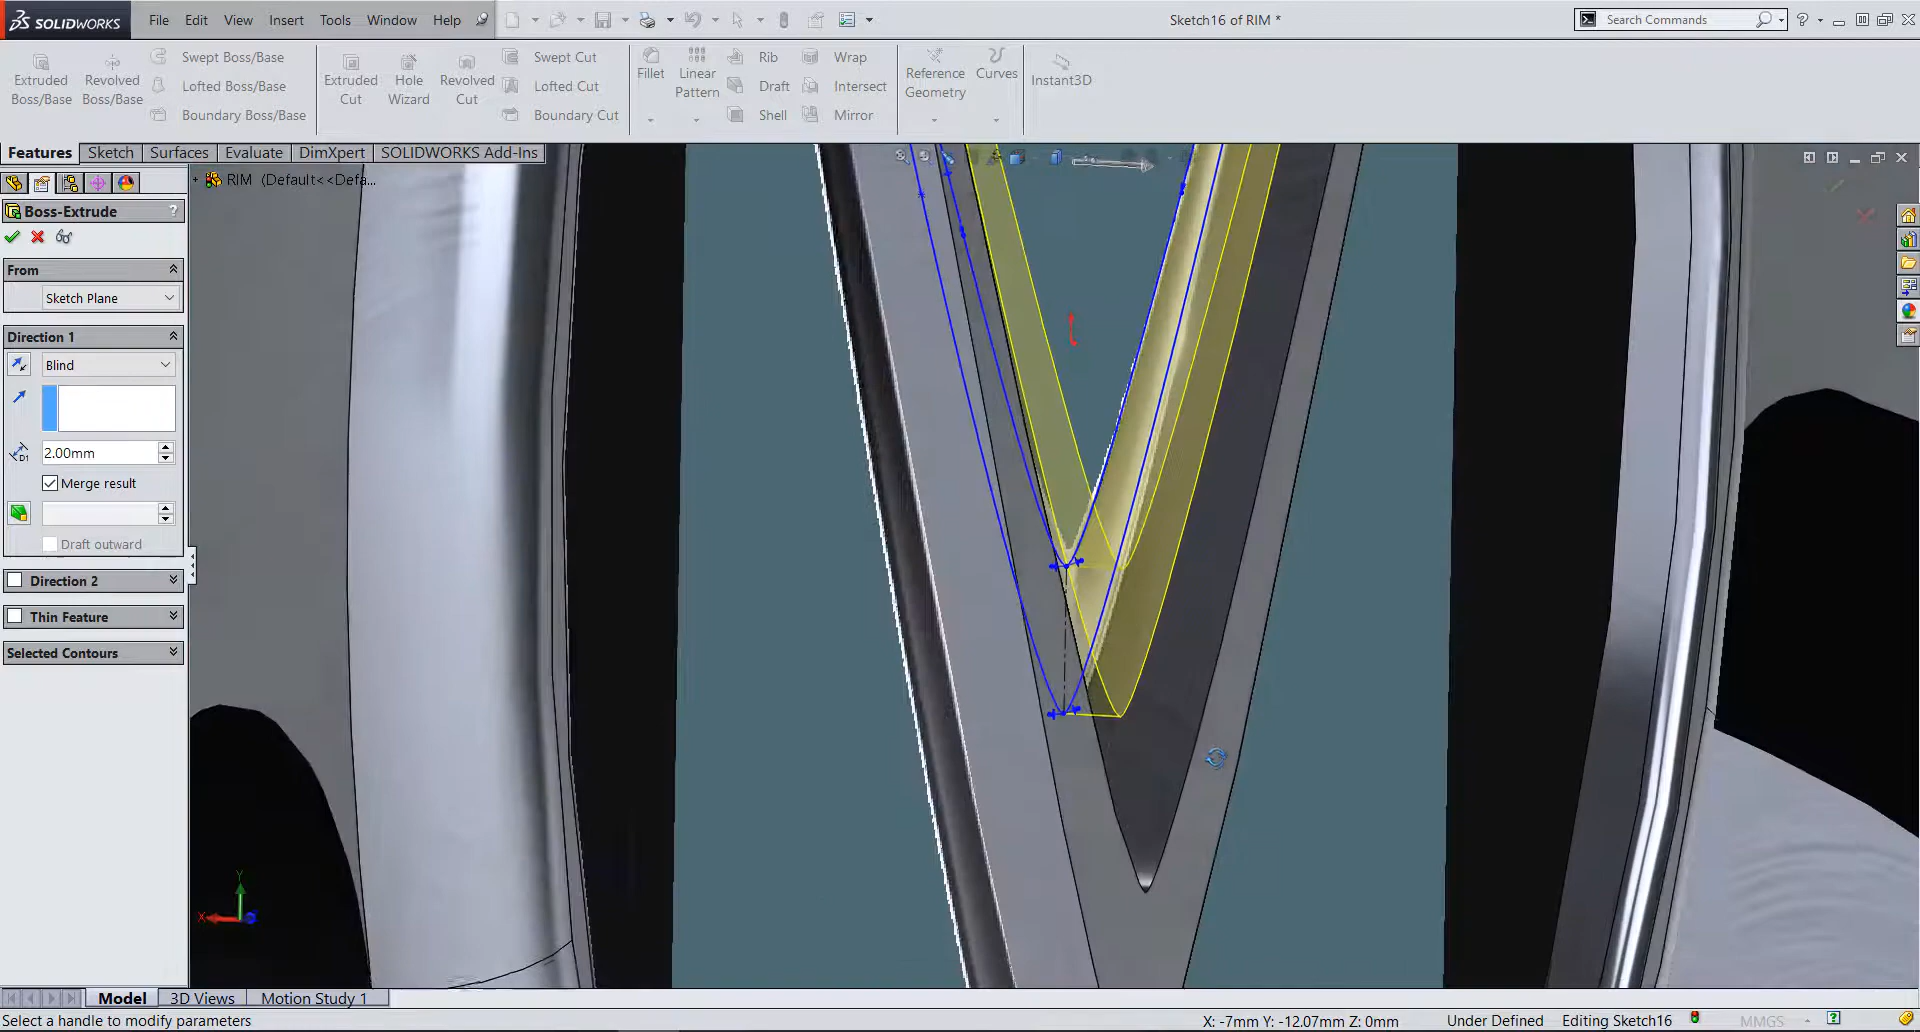 SOLIDWORKS File Edit View Insert Tools Window Help Sketch16 of RIM * Search Commands ?
Extruded Boss/Base
Revolved Boss/Base
Swept Boss/Base
Lofted Boss/Base
Boundary Boss/Base
Extruded Cut
Hole Wizard
Revolved Cut
Swept Cut
Lofted Cut
Boundary Cut
Fillet
Linear Pattern
Rib
Draft
Shell
Wrap
Intersect
Mirror
Reference Geometry
Curves
Instant3D
Features Sketch Surfaces Evaluate DimXpert SOLIDWORKS Add-Ins
RIM (Default<<Defa...
Boss-Extrude ?
From
Sketch Plane
Direction 1
Blind
D1 2.00mm
Merge result
Draft outward
Direction 2
Thin Feature
Selected Contours
Y
X
Model 3D Views Motion Study 1
Select a handle to modify parameters X: -7mm Y: -12.07mm Z: 0mm Under Defined Editing Sketch16 MMGS ?